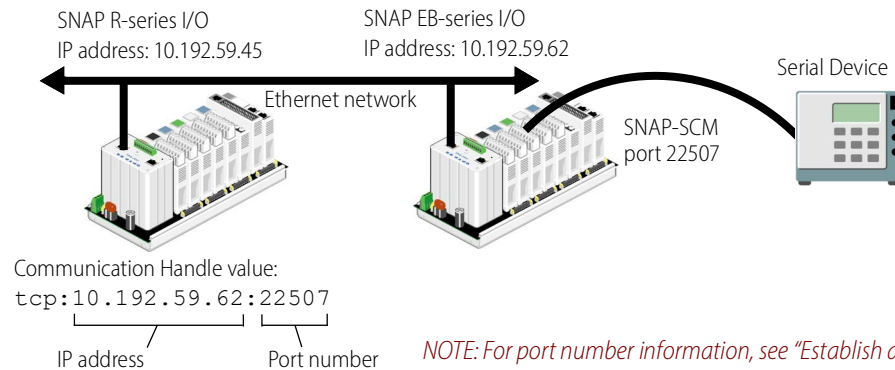 SNAP R-series I/O
IP address: 10.192.59.45
SNAP EB-series I/O
IP address: 10.192.59.62
Serial Device
Ethernet network
SNAP-SCM
port 22507
Communication Handle value:
tcp:10.192.59.62:22507
IP address
Port number
NOTE: For port number information, see “Establish